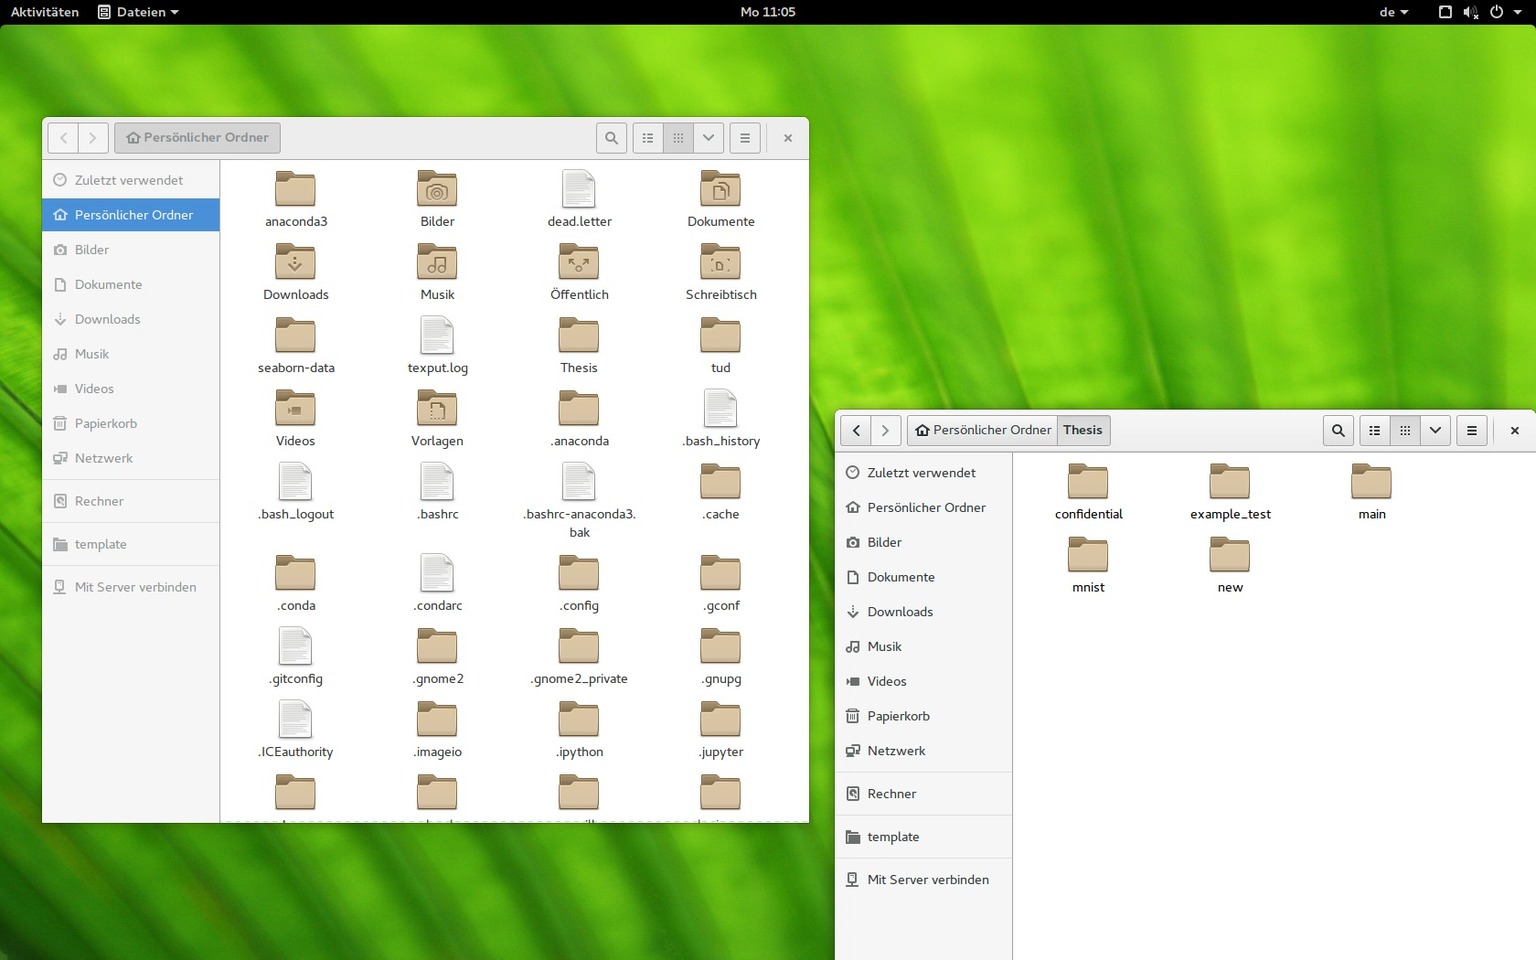 Aktivitäten Dateien Mo 11:05 de
Persönlicher Ordner
Zuletzt verwendet
Persönlicher Ordner
Bilder
Dokumente
Downloads
Musik
Videos
Papierkorb
Netzwerk
Rechner
template
Mit Server verbinden
anaconda3 Bilder dead.letter Dokumente
Downloads Musik Öffentlich Schreibtisch
seaborn-data texput.log Thesis tud
Videos Vorlagen .anaconda .bash_history
.bash_logout .bashrc .bashrc-anaconda3.bak .cache
.conda .condarc .config .gconf
.gitconfig .gnome2 .gnome2_private .gnupg
.ICEauthority .imageio .ipython .jupyter
Persönlicher Ordner Thesis
Zuletzt verwendet
Persönlicher Ordner
Bilder
Dokumente
Downloads
Musik
Videos
Papierkorb
Netzwerk
Rechner
template
Mit Server verbinden
confidential example_test main
mnist new